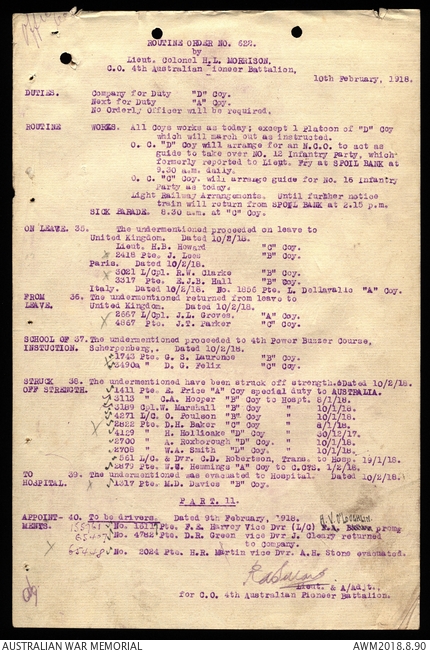 ROUTINE ORDER NO. 622.
by
Lieut. Colonel H.L. MORRISON.
C.O. 4th Australian Pioneer Battalion.
10th February, 1918.
DUTIES. Company for Duty "D" Coy.
Next for Duty "A" Coy.
No Orderly Officer will be required.
ROUTINE WORKS. All Coys works as today; except 1 Platoon of "D" Coy
which will march out as instructed.
O. C. "D" Coy will arrange for an N.C.O. to act as
guide to take over NO. 12 Infantry Party, which
formerly reported to Lieut. Fry at SPOIL BANK at
9.30 a.m. daily.
O. C. "C" Coy. will arrange guide for No. 16 Infantry
Party as today.
Light Railway Arrangements. Until further notice
train will return from SPOIL BANK at 2.15 p.m.
SICK PARADE. 8.30 a.m. at "C" Coy.
ON LEAVE. 35. The undermentioned proceeded on leave to
United Kingdom. Dated 10/2/18.
Lieut. H.B. Howard "C" Coy.
2418 Pte. J. Lees "B" Coy.
Paris. Dated 10/2/18.
3021 L/Cpl. R.W. Clarke "B" Coy.
3317 Pte. E.J.B. Hall "B" Coy.
Italy. Dated 10/2/18. No. 1886 Pte. L. Dellavalle "A" Coy.
FROM 36. The undermentioned returned from leave to
LEAVE. United Kingdom. Dated 10/2/18.
2667 L/Cpl. J.L. Groves. "A" Coy.
4867 Pte. J.T. Parker "C" Coy.
SCHOOL OF 37. The undermentioned proceeded to 4th Power Buzzer Course,
INSTUCTION. Scherpenberg. Dated 10/2/18.
1743 Pte. G.S. Laurence "B" Coy.
3490a " D.G. Felix "C" Coy.
STRUCK 38. The undermentioned have been struck off strength. Dated 10/2/18.
OFF STRENGTH. 1411 Pte. E. Price "A" Coy special duty to AUSTRALIA.
3113 " C.A. Hooper "B" Coy to Hospt. 8/1/18.
3189 Cpl. W. Marshall "B" Coy " 10/1/18.
4271 L/C. O. Poulson "B" Coy " 10/1/18.
2822 Pte. D.H. Baker "C" Coy " 8/1/18.
4129 " H. Hollioake "D" Coy " 30/12/17.
2700 " A. Roxborough "D" Coy. " 10/1/18.
2708 " W.A. Smith "D" Coy. " 10/1/18.
561 L/C. & Dvr. C.D. Robertson, Trans. to Hospt. 19/1/18.
2879 Pte. W.G. Hemmings "A" Coy to C.CYS. 1/2/18.
TO 39. The undermentioned was evacuated to Hospital. Dated 10/2/18.
HOSPITAL. 1317 Pte. M.D. Davies "B" Coy.
PART. 11.
APPOINT- 40. To be drivers. Dated 9th February, 1918.
MENTS. No. Pte. F.E. Harvey Vice Dvr (L/C) promg
No. 4782 Pte. D.R. Green vice Dvr J. Cleary returned
to company.
No. 3024 Pte. H.R. Martin vice Dvr. A.H. Stone evacuated.
Lieut. & A/Adjt.
for C.O. 4th Australian Pioneer Battalion.
AUSTRALIAN WAR MEMORIAL AWM2018.8.90